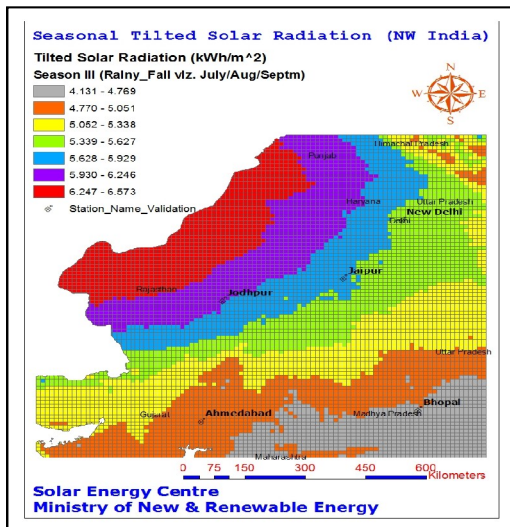 Seasonal Tilted Solar Radiation (NW India)
Tilted Solar Radiation (kWh/m^2)
Season III (Rainy_Fall viz. July/Aug/Septm)
4.131 - 4.769
4.770 - 5.051
5.052 - 5.338
5.339 - 5.627
5.628 - 5.929
5.930 - 6.246
6.247 - 6.573
Station_Name_Validation
N
W
E
S
Himachal Pradesh
Punjab
Haryana
Uttar Pradesh
New Delhi
Delhi
Jaipur
Rajasthan
Jodhpur
Uttar Pradesh
Bhopal
Gujarat
Ahmedabad
Madhya Pradesh
Maharashtra
0 75 150 300 450 600
Kilometers
Solar Energy Centre
Ministry of New & Renewable Energy